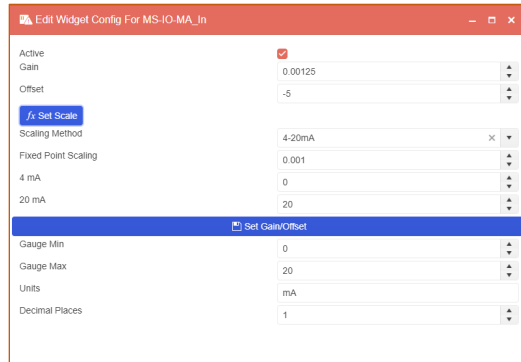 Edit Widget Config For MS-IO-MA_In
Active
Gain 0.00125
Offset -5
fx Set Scale
Scaling Method 4-20mA
Fixed Point Scaling 0.001
4 mA 0
20 mA 20
Set Gain/Offset
Gauge Min 0
Gauge Max 20
Units mA
Decimal Places 1